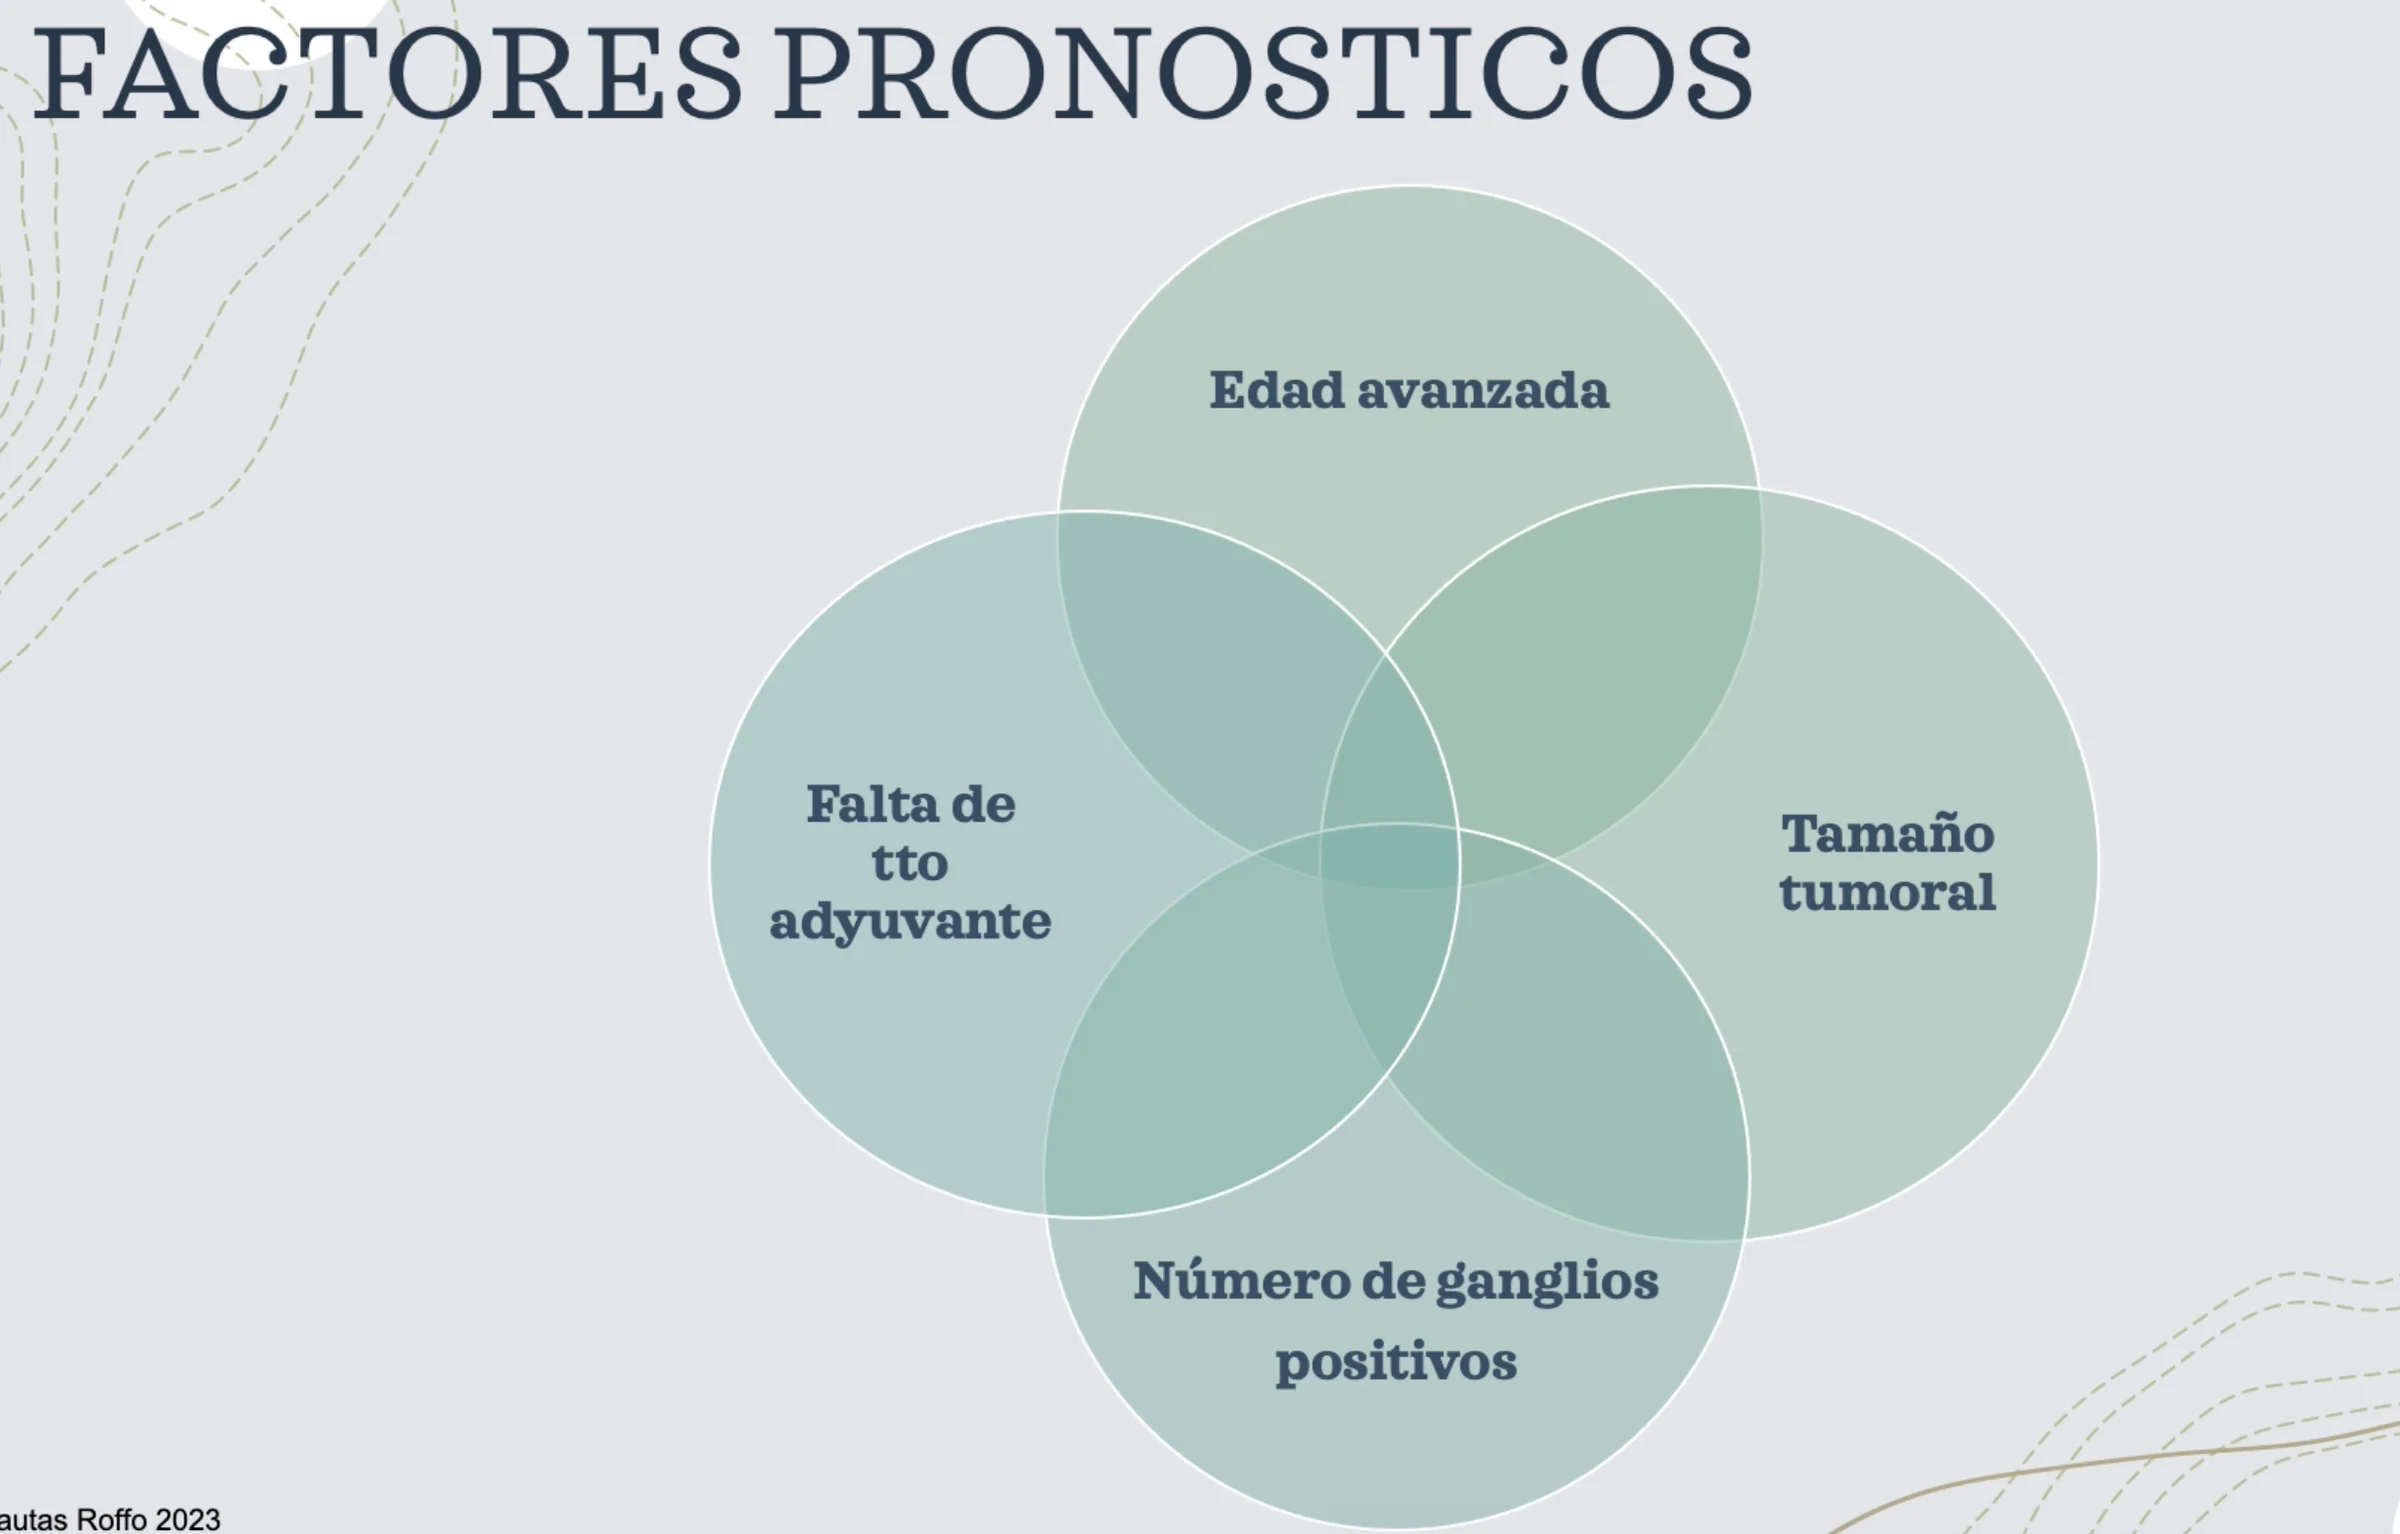 FACTORES PRONOSTICOS
Edad avanzada
Falta de
tto
adyuvante
Tamaño
tumoral
Número de ganglios
positivos
autas Roffo 2023